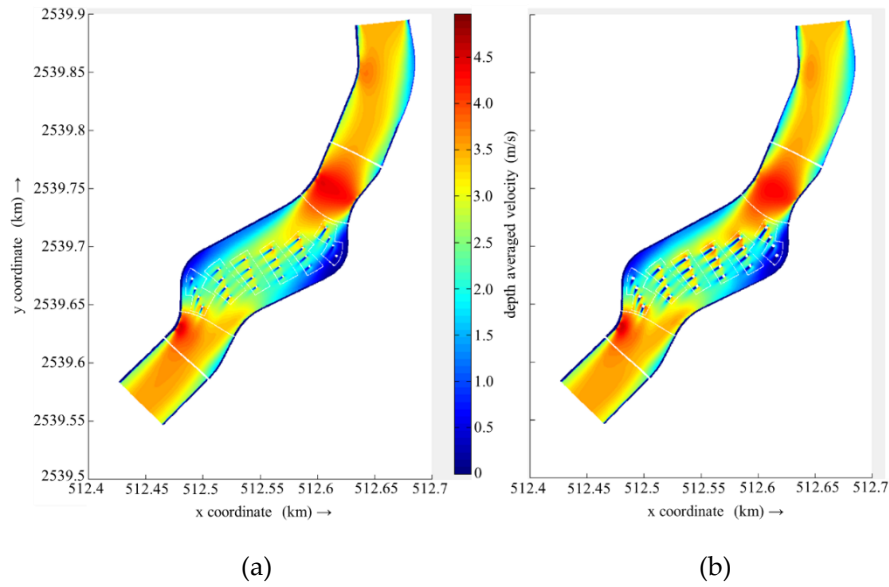 2539.9
2539.85
2539.8
2539.75
2539.7
2539.65
2539.6
2539.55
2539.5
y coordinate (km) →
512.4 512.45 512.5 512.55 512.6 512.65 512.7
x coordinate (km) →
4.5
4.0
3.5
3.0
2.5
2.0
1.5
1.0
0.5
0
depth averaged velocity (m/s)
512.4 512.45 512.5 512.55 512.6 512.65 512.7
x coordinate (km) →
(a) (b)